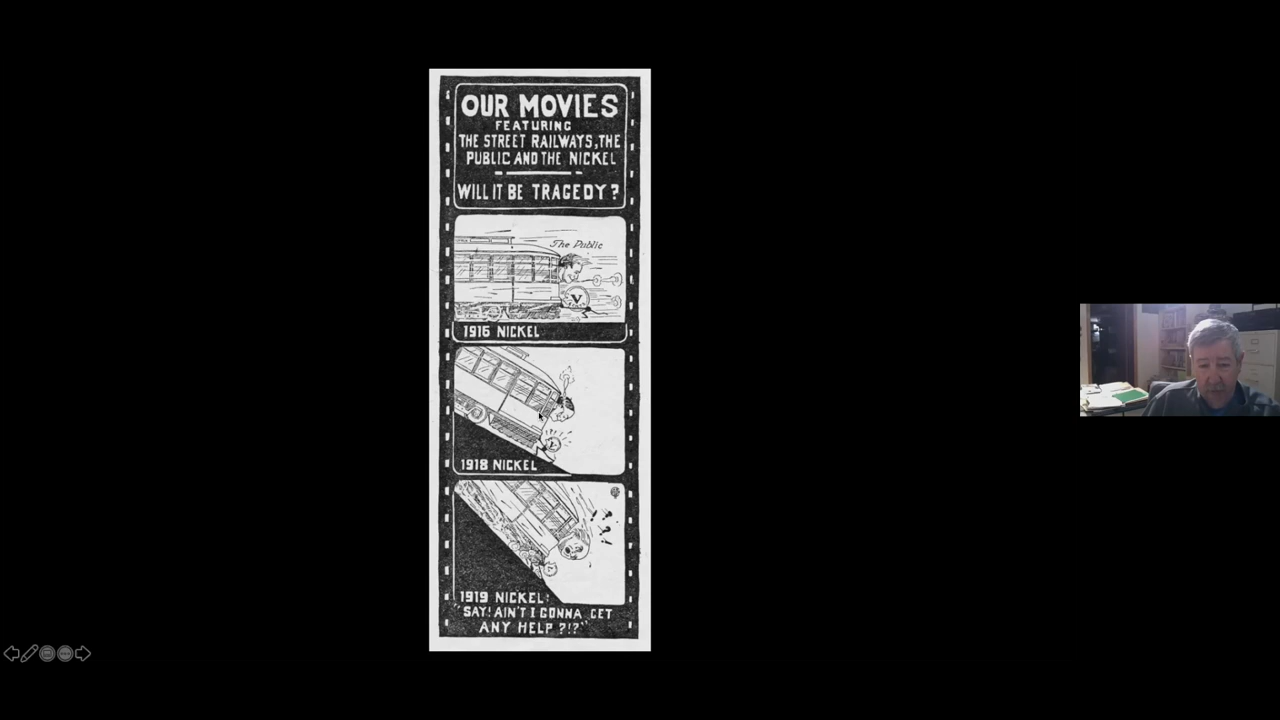 OUR MOVIES
FEATURING
THE STREET RAILWAYS, THE
PUBLIC AND THE NICKEL
WILL IT BE TRAGEDY?
The Public
V
1916 NICKEL
1918 NICKEL
1919 NICKEL:
"SAY! AIN'T I GONNA GET
ANY HELP ?!?"